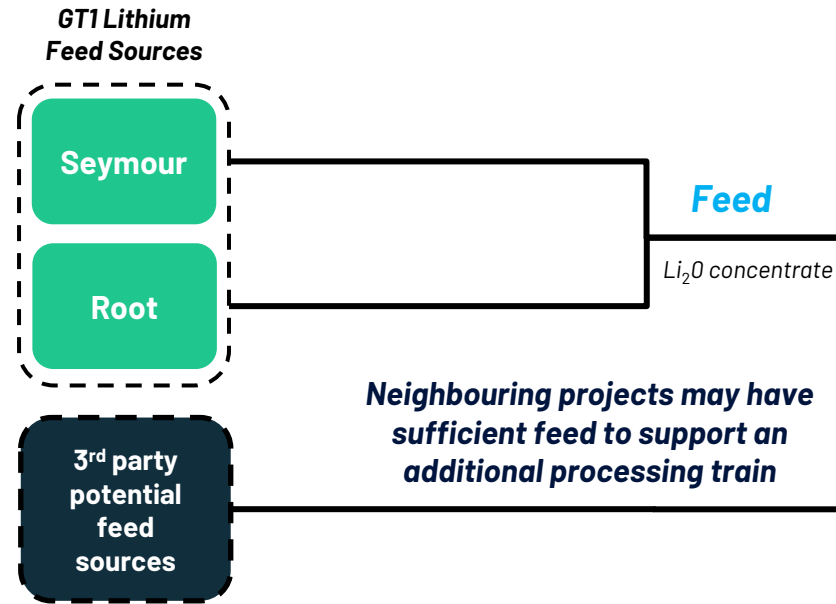 GT1 Lithium
Feed Sources
Seymour
Root
Feed
Li₂O concentrate
Neighbouring projects may have
sufficient feed to support an
additional processing train
3rd party
potential
feed
sources